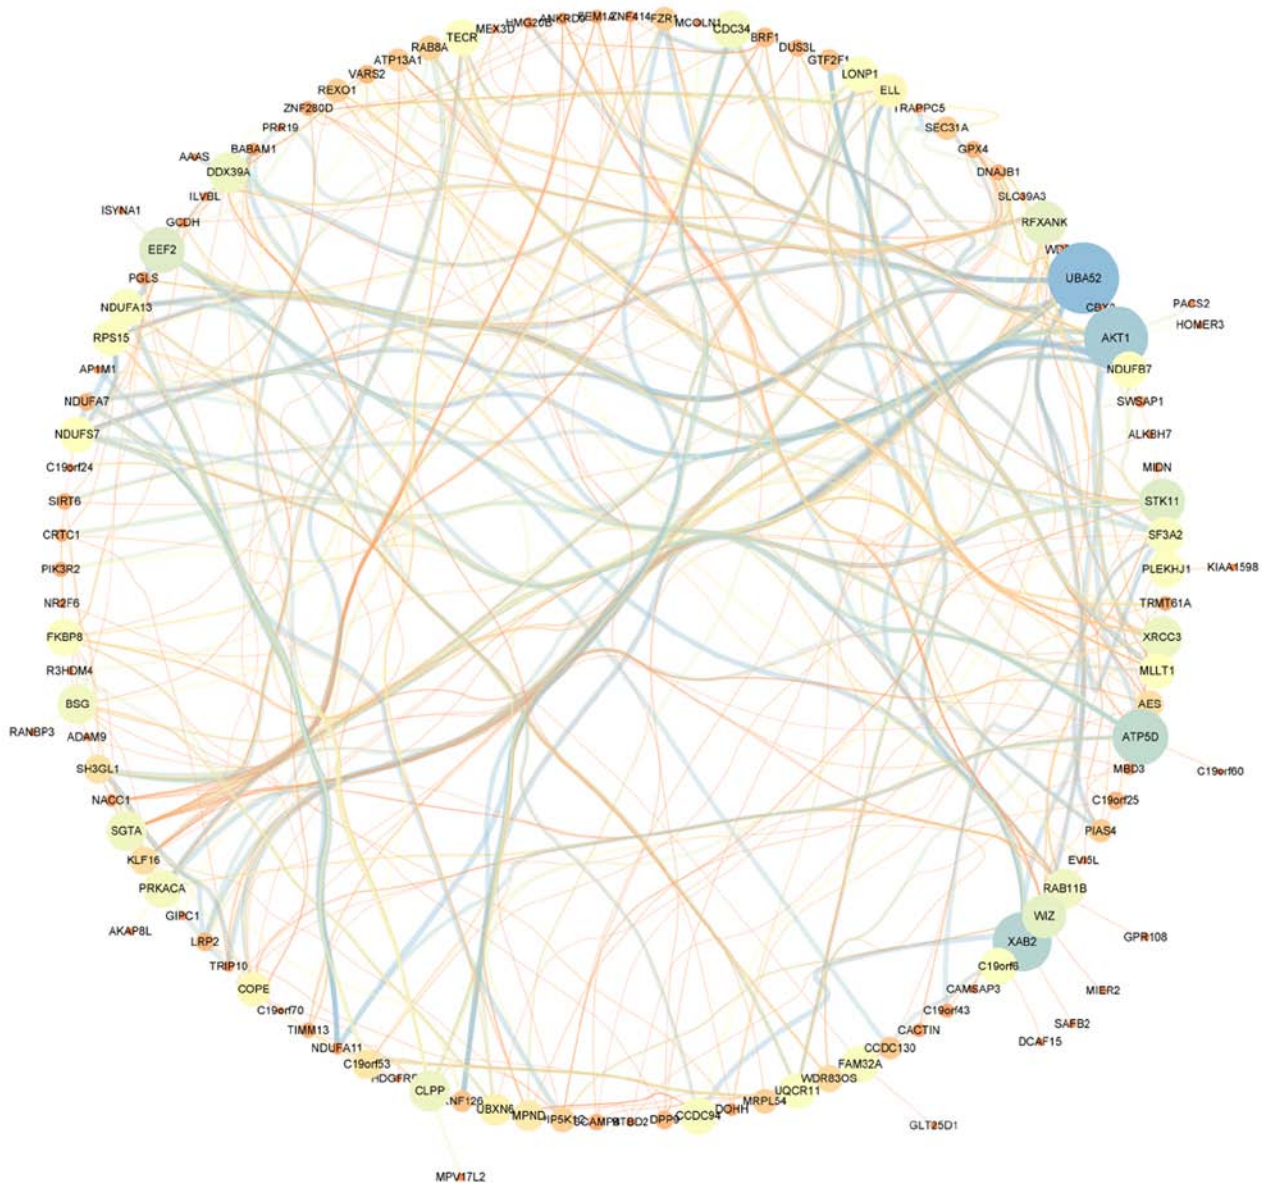 TECR
MEX3D
HMG20B
ZNF414
FZR1
MCOLN1
CDC34
BRF1
DUS3L
GTF2F1
LONP1
ELL
TRAPPC5
SEC31A
GPX4
DNAJB1
SLC39A3
RFXANK
UBA52
AKT1
PACS2
HOMER3
NDUFB7
SWSAP1
ALKBH7
MIDN
STK11
SF3A2
PLEKHJ1
KIAA1598
TRMT61A
XRCC3
MLLT1
AES
ATP5D
MBD3
C19orf60
C19orf25
PIAS4
EVI5L
RAB11B
WIZ
GPR108
XAB2
C19orf6
CAMSAP3
MIER2
C19orf43
SAFB2
CACTIN
DCAF15
CCDC130
FAM32A
WDR83OS
UQCR11
MRPL54
GLT25D1
DOHH
CCDC94
DPP9
MPND
UBXN6
CLPP
MPV17L2
C19orf53
NDUFA11
TIMM13
C19orf70
COPE
TRIP10
LRP2
AKAP8L
GIPC1
PRKACA
KLF16
SGTA
NACC1
SH3GL1
ADAM9
RANBP3
BSG
R3HDM4
FKBP8
NR2F6
PIK3R2
CRTC1
SIRT6
C19orf24
NDUFS7
NDUFA7
AP1M1
RPS15
NDUFA13
PGLS
EEF2
GCDH
ISYNA1
ILVBL
DDX39A
AAAS
BABAM1
PRR19
ZNF280D
REXO1
VARS2
ATP13A1
RAB8A